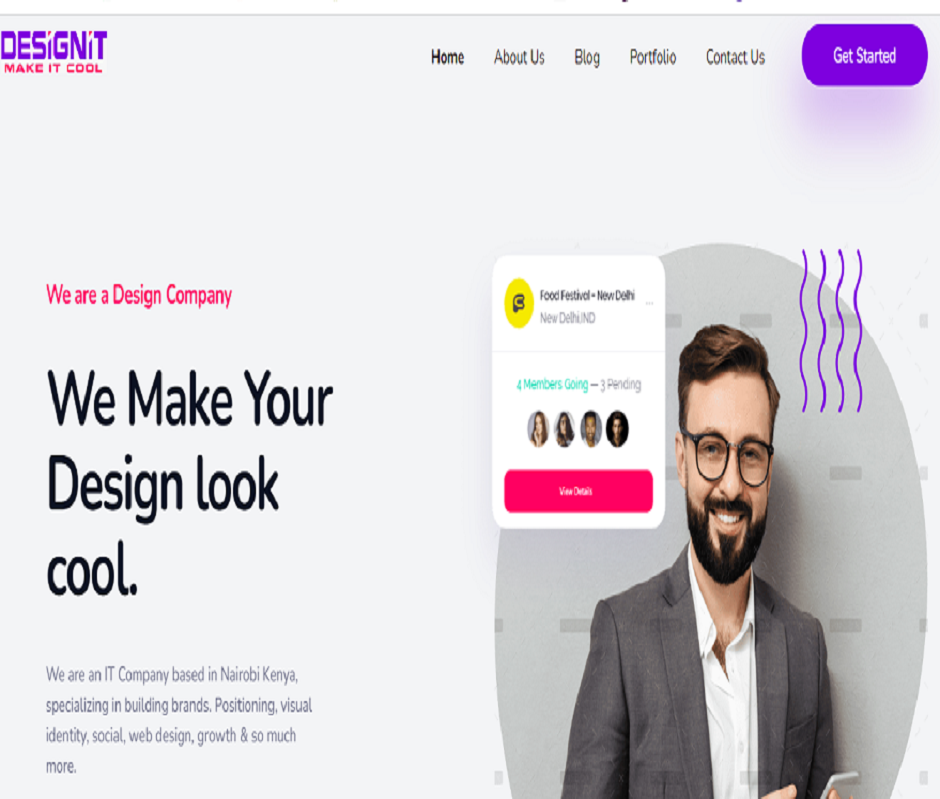 DESIGNIT
MAKE IT COOL
Home About Us Blog Portfolio Contact Us Get Started
We are a Design Company
We Make Your
Design look
cool.
We are an IT Company based in Nairobi Kenya,
specializing in building brands. Positioning, visual
identity, social, web design, growth & so much
more.
Food Festival - New Delhi
New Delhi,IND
4 Members Going — 3 Pending
View Details